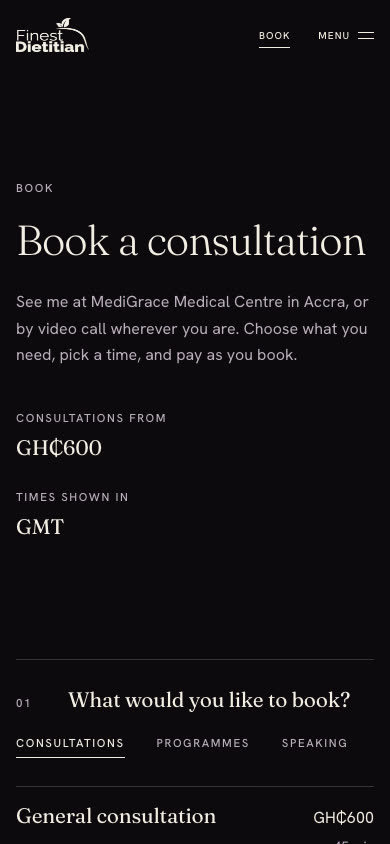 Finest
Dietitian
BOOK
MENU
BOOK
Book a consultation
See me at MediGrace Medical Centre in Accra, or
by video call wherever you are. Choose what you
need, pick a time, and pay as you book.
CONSULTATIONS FROM
GH₵600
TIMES SHOWN IN
GMT
01 What would you like to book?
CONSULTATIONS PROGRAMMES SPEAKING
General consultation GH₵600